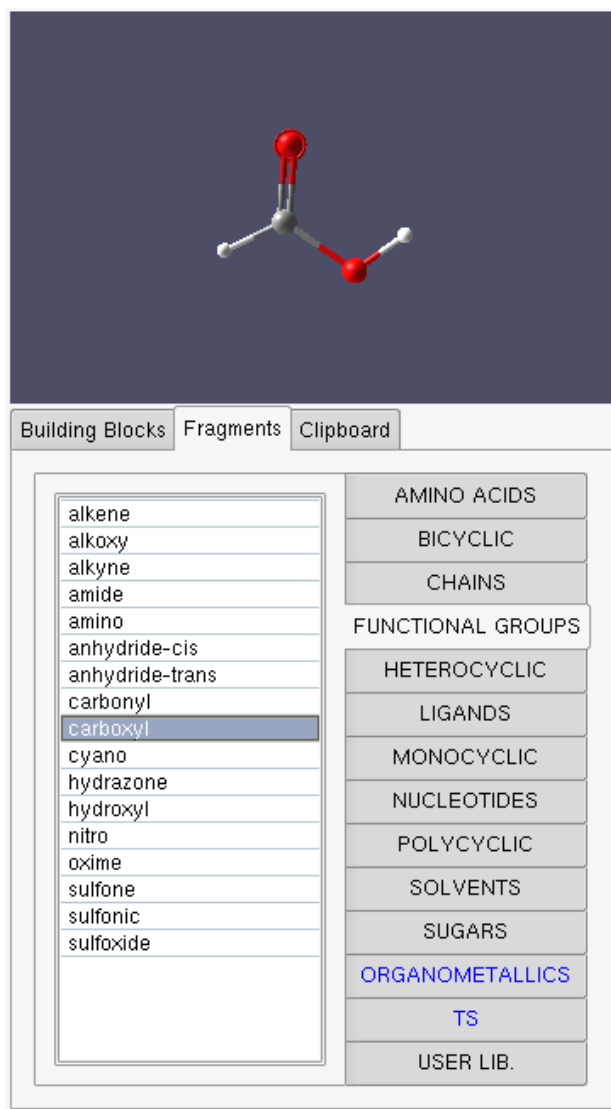 Building Blocks Fragments Clipboard
alkene
alkoxy
alkyne
amide
amino
anhydride-cis
anhydride-trans
carbonyl
carboxyl
cyano
hydrazone
hydroxyl
nitro
oxime
sulfone
sulfonic
sulfoxide
AMINO ACIDS
BICYCLIC
CHAINS
FUNCTIONAL GROUPS
HETEROCYCLIC
LIGANDS
MONOCYCLIC
NUCLEOTIDES
POLYCYCLIC
SOLVENTS
SUGARS
ORGANOMETALLICS
TS
USER LIB.